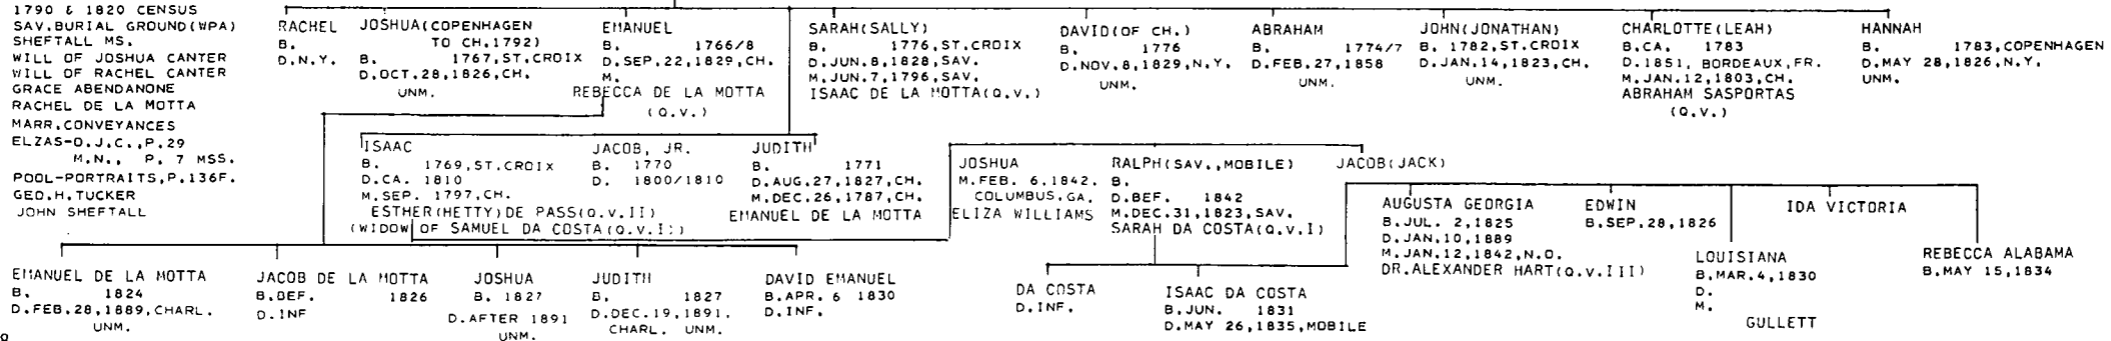 1790 & 1820 CENSUS
SAV.BURIAL GROUND(WPA)
SHEFTALL MS.
WILL OF JOSHUA CANTER
WILL OF RACHEL CANTER
GRACE ABENDANONE
RACHEL DE LA MOTTA
MARR.CONVEYANCES
ELZAS-O.J.C.,P.29
M.N., P. 7 MSS.
POOL-PORTRAITS,P.136F.
GEO.H.TUCKER
JOHN SHEFTALL
RACHEL
B.
D.N.Y.
JOSHUA(COPENHAGEN
TO CH.1792)
B. 1767,ST.CROIX
D.OCT.28,1826,CH.
UNM.
EMANUEL
B. 1766/8
D.SEP.22,1829,CH.
M.
REBECCA DE LA MOTTA
(Q.V.)
SARAH(SALLY)
B. 1776,ST.CROIX
D.JUN.8,1828,SAV.
M.JUN.7,1796,SAV.
ISAAC DE LA MOTTA(Q.V.)
DAVID(OF CH.)
B. 1776
D.NOV.8,1829,N.Y.
UNM.
ABRAHAM
B. 1774/7
D.FEB.27,1858
UNM.
JOHN(JONATHAN)
B. 1782,ST.CROIX
D.JAN.14,1823,CH.
UNM.
CHARLOTTE(LEAH)
B.CA. 1783
D.1851, BORDEAUX,FR.
M.JAN.12,1803,CH.
ABRAHAM SASPORTAS
(Q.V.)
HANNAH
B. 1783,COPENHAGEN
D.MAY 28,1826,N.Y.
UNM.
ISAAC
B. 1769,ST.CROIX
D.CA. 1810
M.SEP. 1797,CH.
ESTHER(HETTY)DE PASS(Q.V.II)
(WIDOW OF SAMUEL DA COSTA(Q.V.I))
JACOB, JR.
B. 1770
D. 1800/1810
JUDITH
B. 1771
D.AUG.27,1827,CH.
M.DEC.26,1787,CH.
EMANUEL DE LA MOTTA
JOSHUA
M.FEB. 6,1842.
COLUMBUS,GA.
ELIZA WILLIAMS
RALPH(SAV.,MOBILE)
B.
D.BEF. 1842
M.DEC.31,1823,SAV.
SARAH DA COSTA(Q.V.I)
JACOB(JACK)
AUGUSTA GEORGIA
B.JUL. 2,1825
D.JAN.10,1889
M.JAN.12,1842,N.O.
DR.ALEXANDER HART(Q.V.III)
EDWIN
B.SEP.28,1826
LOUISIANA
B.MAR.4,1830
D.
M.
GULLETT
IDA VICTORIA
REBECCA ALABAMA
B.MAY 15,1834
EMANUEL DE LA MOTTA
B. 1824
D.FEB.28,1889,CHARL.
UNM.
JACOB DE LA MOTTA
B.BEF. 1826
D.INF
JOSHUA
B. 1827
D.AFTER 1891
UNM.
JUDITH
B. 1827
D.DEC.19,1891.
CHARL. UNM.
DAVID EMANUEL
B.APR. 6 1830
D.INF.
DA COSTA
D.INF.
ISAAC DA COSTA
B.JUN. 1831
D.MAY 26,1835,MOBILE